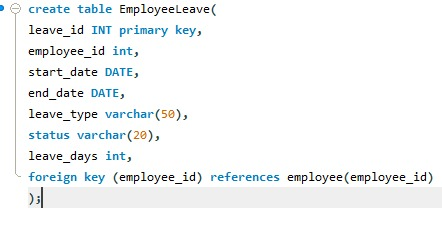 create table EmployeeLeave(
leave_id INT primary key,
employee_id int,
start_date DATE,
end_date DATE,
leave_type varchar(50),
status varchar(20),
leave_days int,
foreign key (employee_id) references employee(employee_id)
);